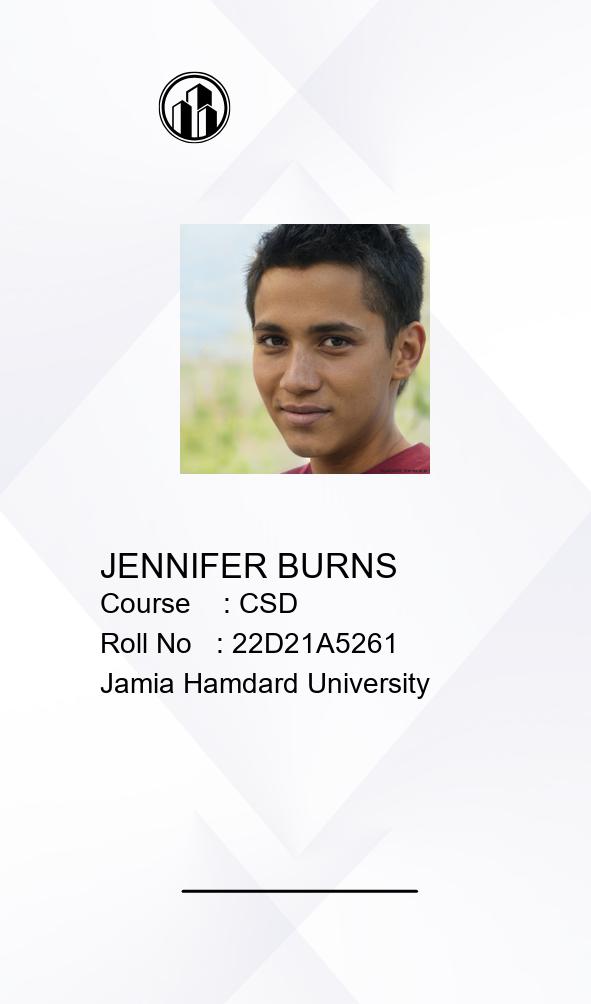 JENNIFER BURNS
Course : CSD
Roll No : 22D21A5261
Jamia Hamdard University